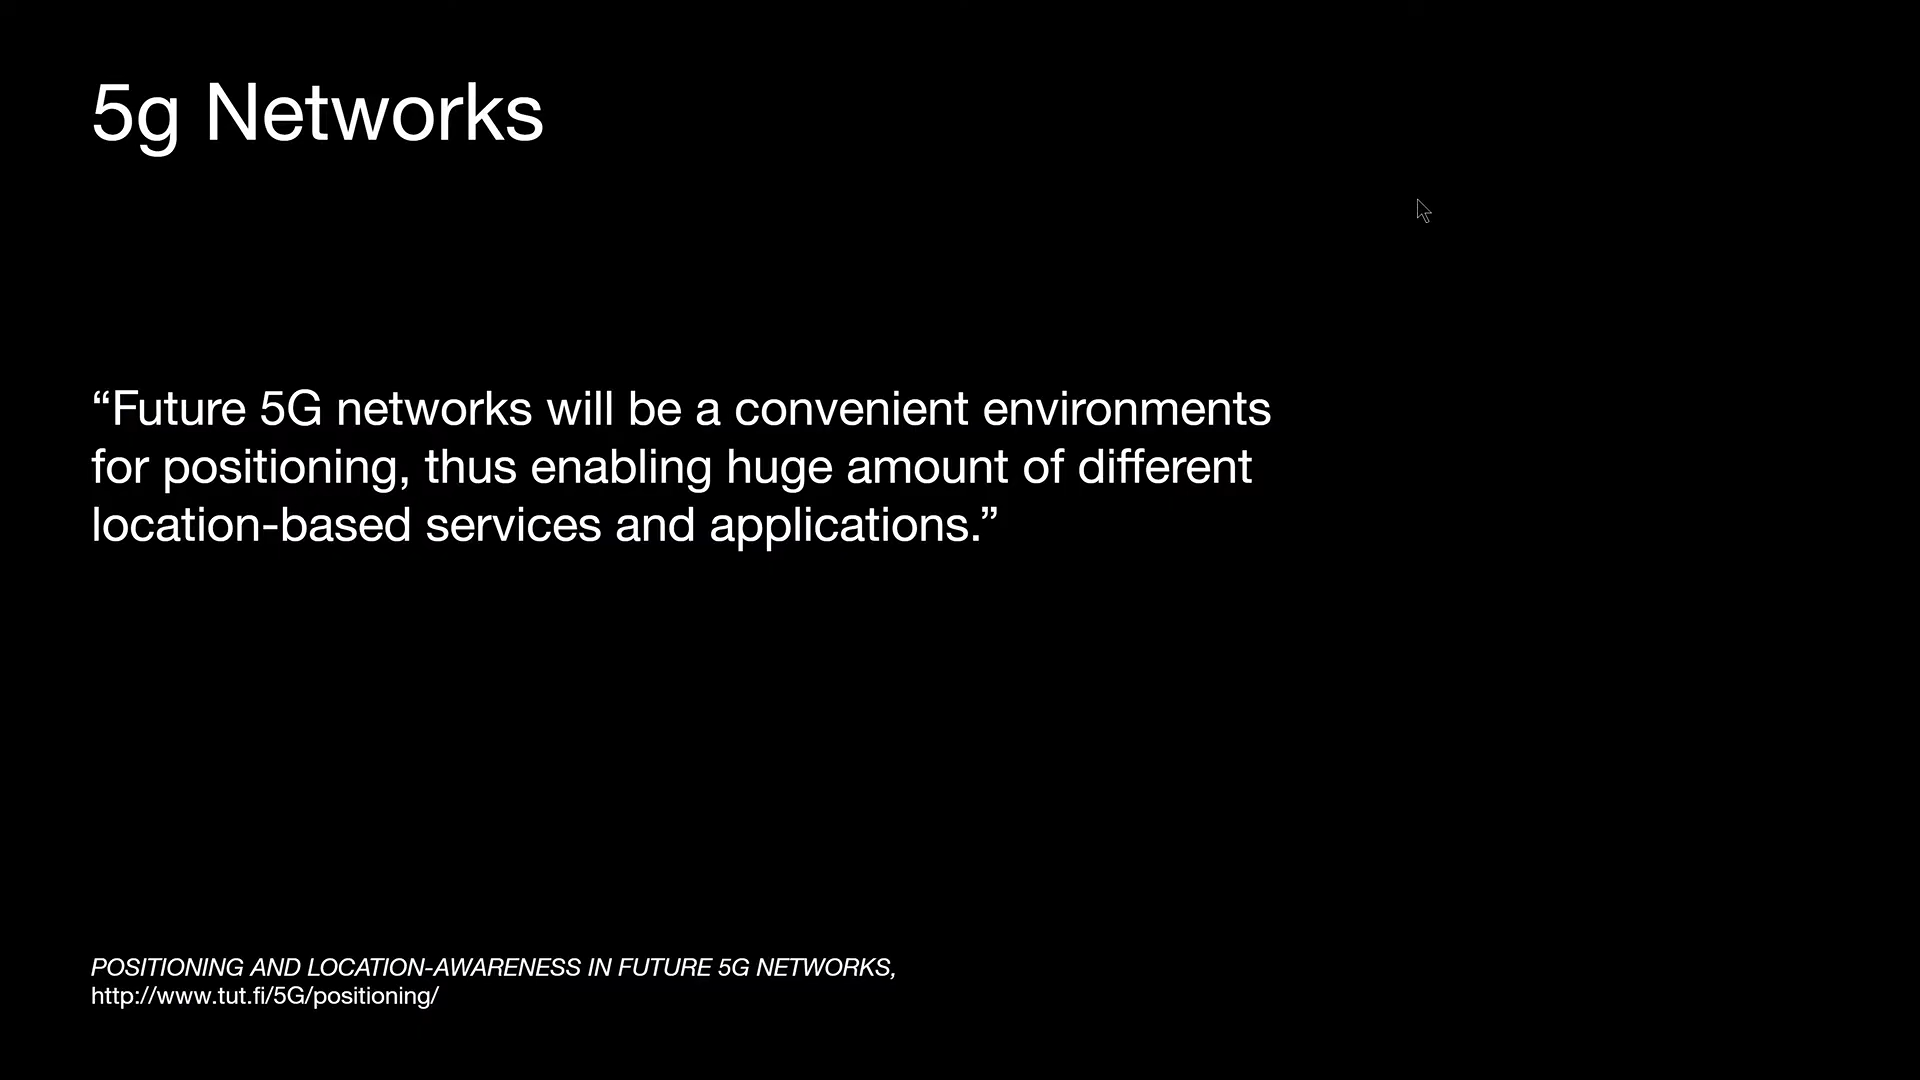 5g Networks
“Future 5G networks will be a convenient environments
for positioning, thus enabling huge amount of different
location-based services and applications.”
POSITIONING AND LOCATION-AWARENESS IN FUTURE 5G NETWORKS,
http://www.tut.fi/5G/positioning/